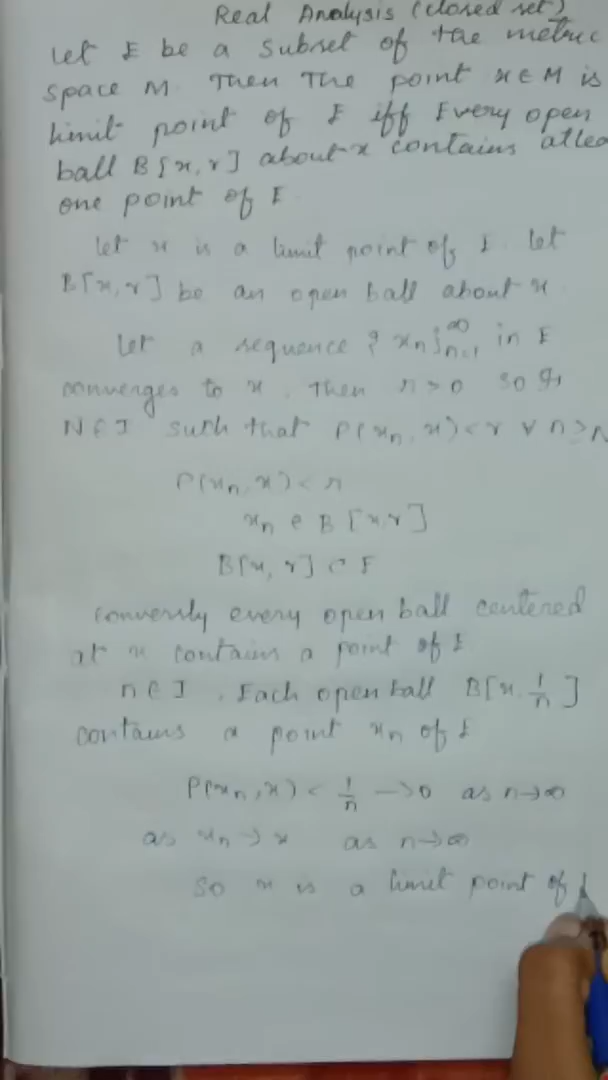 Real Analysis (closed set)
Let E be a subset of the metric
space M. Then The point x ∈ M is
limit point of E iff Every open
ball B[x, r] about x contains atlea
one point of E.
Let x is a limit point of E. Let
B[x, r] be an open ball about x.
Let a sequence {xn}∞n=1 in E
converges to x. Then r > 0 so
N ∈ I such that ρ(xn, x) < r ∀ n ≥ N
ρ(xn, x) < r
xn ∈ B[x, r]
B[x, r] ⊂ E
conversly every open ball centered
at x contains a point of E
n ∈ I. Each open ball B[x, 1/n]
contains a point xn of E
ρ(xn, x) < 1/n → 0 as n → ∞
as xn → x as n → ∞
so x is a limit point of